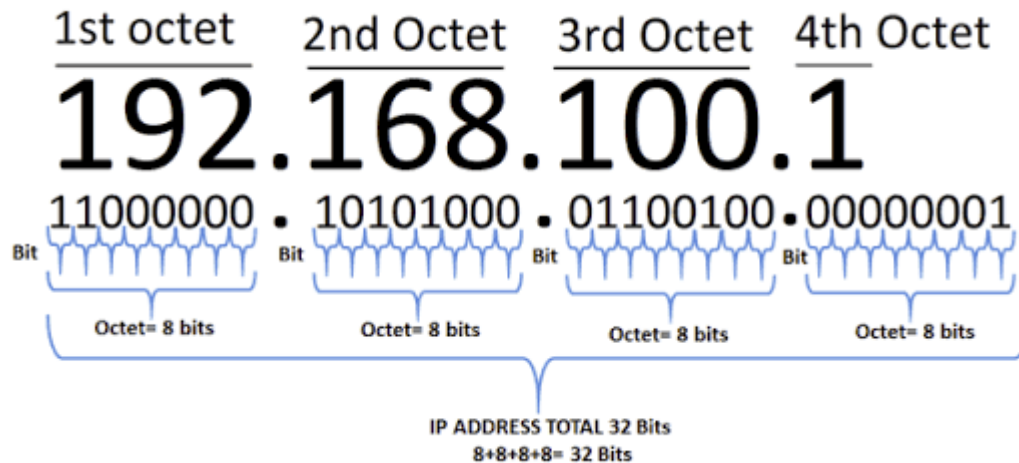 1st octet 2nd Octet 3rd Octet 4th Octet
192.168.100.1
11000000.10101000.01100100.00000001
Bit Bit Bit Bit
Octet= 8 bits Octet= 8 bits Octet= 8 bits Octet= 8 bits
IP ADDRESS TOTAL 32 Bits
8+8+8+8= 32 Bits